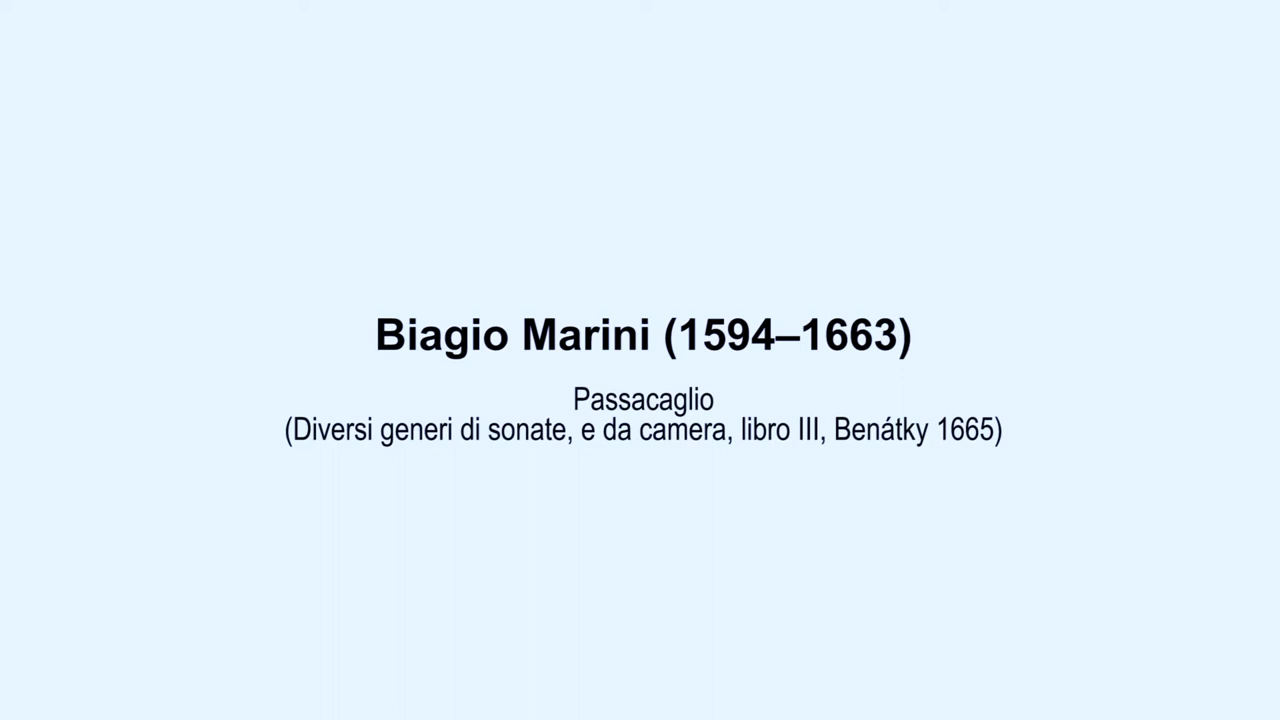 Biagio Marini (1594–1663)
Passacaglio
(Diversi generi di sonate, e da camera, libro III, Benátky 1665)